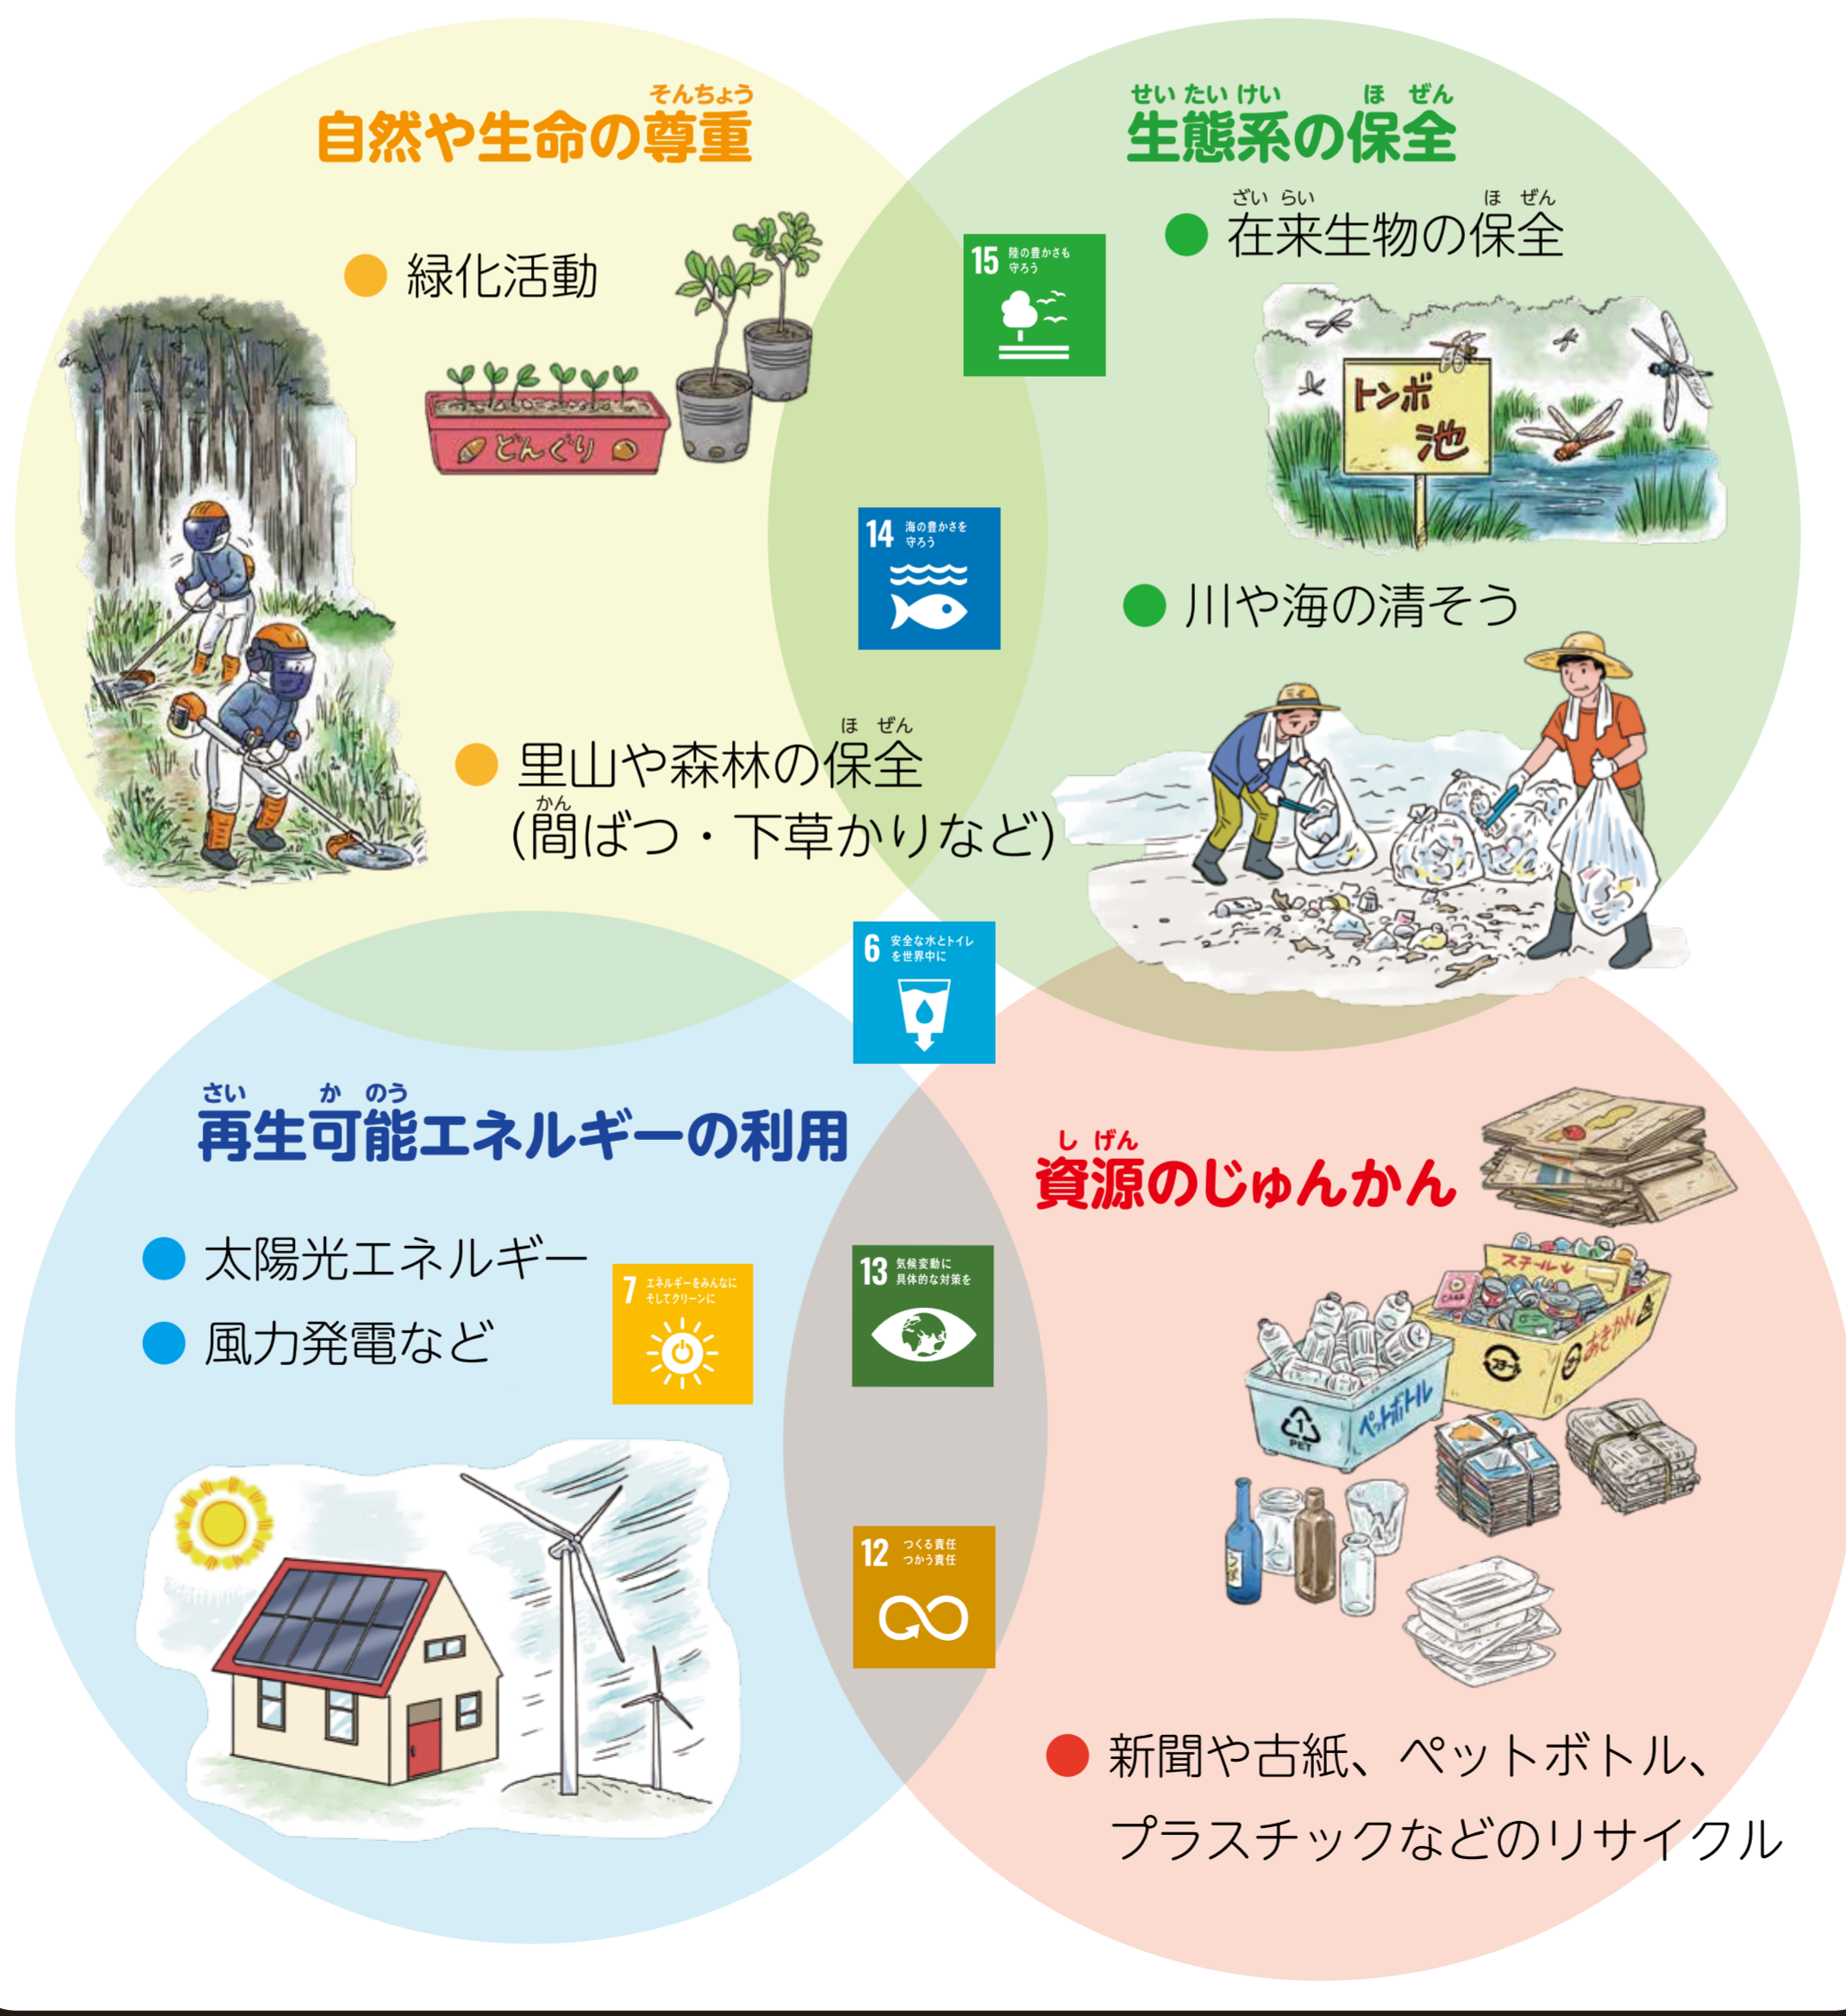 自然や生命の尊重
そんちょう
緑化活動
どんぐり
里山や森林の保全
ほ ぜん
(間ばつ・下草かりなど)
かん
生態系の保全
せい たい けい ほ ぜん
在来生物の保全
ざい らい ほ ぜん
トンボ
池
川や海の清そう
15 陸の豊かさも
守ろう
14 海の豊かさを
守ろう
6 安全な水とトイレ
を世界中に
再生可能エネルギーの利用
さい か のう
太陽光エネルギー
風力発電など
7 エネルギーをみんなに
そしてクリーンに
13 気候変動に
具体的な対策を
12 つくる責任
つかう責任
資源のじゅんかん
し げん
スチール
あきかん
スチール
ペットボトル
1
PET
新聞や古紙、ペットボトル、
プラスチックなどのリサイクル